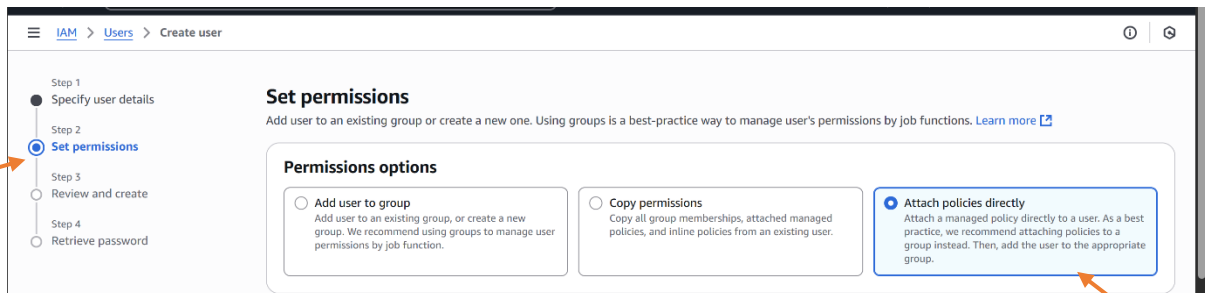 IAM > Users > Create user
Step 1
Specify user details
Step 2
Set permissions
Step 3
Review and create
Step 4
Retrieve password
Set permissions
Add user to an existing group or create a new one. Using groups is a best-practice way to manage user's permissions by job functions. Learn more
Permissions options
Add user to group
Add user to an existing group, or create a new
group. We recommend using groups to manage user
permissions by job function.
Copy permissions
Copy all group memberships, attached managed
policies, and inline policies from an existing user.
Attach policies directly
Attach a managed policy directly to a user. As a best
practice, we recommend attaching policies to a
group instead. Then, add the user to the appropriate
group.